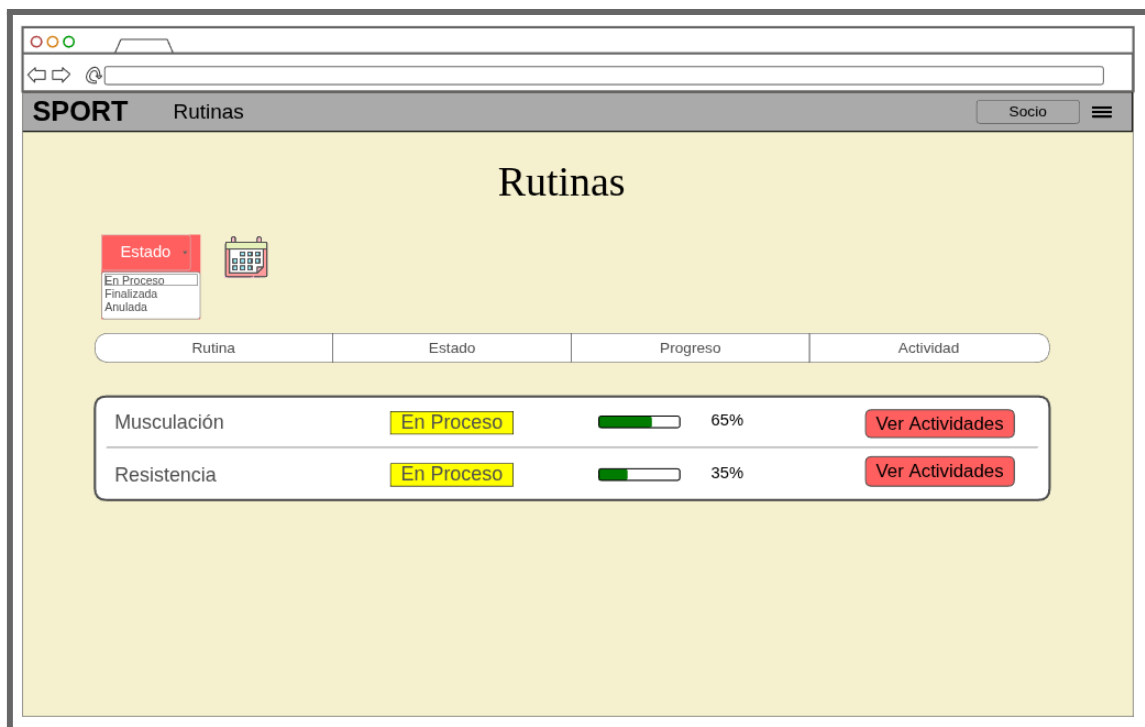 SPORT Rutinas Socio
Rutinas
Estado
En Proceso
Finalizada
Anulada
Rutina Estado Progreso Actividad
Musculación En Proceso 65% Ver Actividades
Resistencia En Proceso 35% Ver Actividades